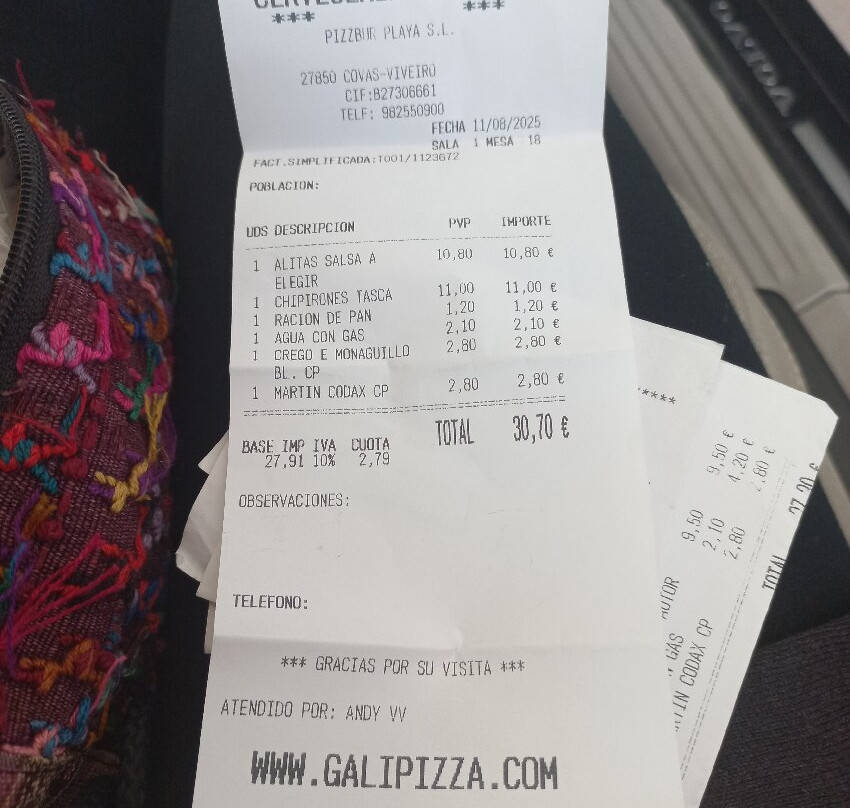 *** ***
PIZZBUR PLAYA S.L.
27850 COVAS-VIVEIRO
CIF:B27306661
TELF: 982550900
FECHA 11/08/2025
SALA 1 MESA 18
FACT.SIMPLIFICADA:T001/1123672
POBLACION:
UDS DESCRIPCION PVP IMPORTE
1 ALITAS SALSA A 10,80 10,80 €
ELEGIR
1 CHIPIRONES TASCA 11,00 11,00 €
1 RACION DE PAN 1,20 1,20 €
1 AGUA CON GAS 2,10 2,10 €
1 CREGO E MONAGUILLO 2,80 2,80 €
BL. CP
1 MARTIN CODAX CP 2,80 2,80 €
TOTAL 30,70 €
BASE IMP IVA CUOTA
27,91 10% 2,79
OBSERVACIONES:
TELEFONO:
*** GRACIAS POR SU VISITA ***
ATENDIDO POR: ANDY VV
WWW.GALIPIZZA.COM
*****
9,50 9,50 €
GAS 2,10 4,20 €
CODAX CP 2,80 2,80 €
TOTAL